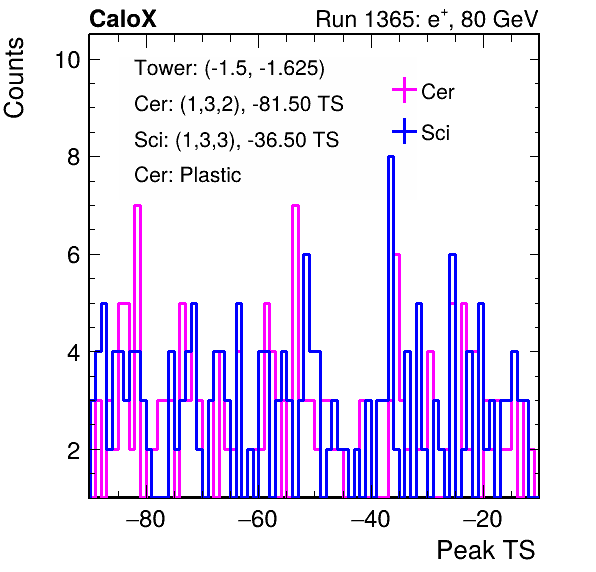 CaloX Run 1365: e⁺, 80 GeV
Counts
Tower: (-1.5, -1.625)
Cer: (1,3,2), -81.50 TS
Sci: (1,3,3), -36.50 TS
Cer: Plastic
Cer
Sci
10
8
6
4
2
−80 −60 −40 −20
Peak TS